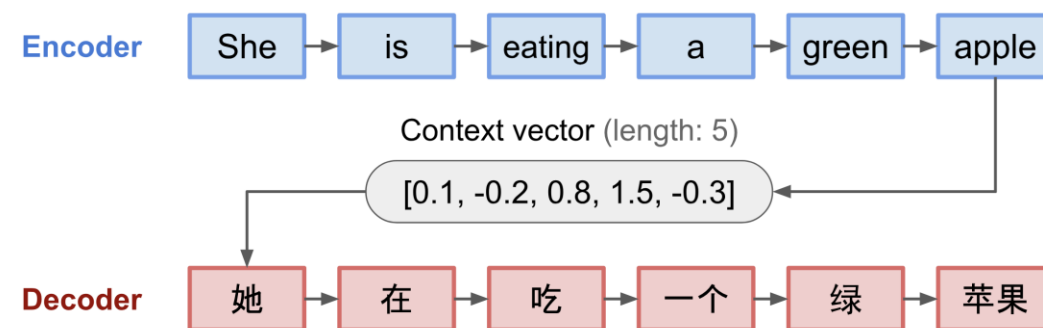 Encoder She is eating a green apple
Context vector (length: 5)
[0.1, -0.2, 0.8, 1.5, -0.3]
Decoder 她 在 吃 一个 绿 苹果